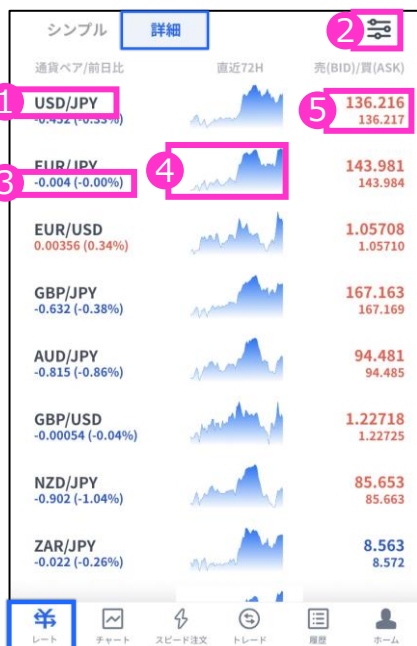 シンプル 詳細 2
通貨ペア/前日比 直近72H 売(BID)/買(ASK)
1 USD/JPY 5 136.216
-0.452 (-0.33%) 136.217
EUR/JPY 4 143.981
3 -0.004 (-0.00%) 143.984
EUR/USD 1.05708
0.00356 (0.34%) 1.05710
GBP/JPY 167.163
-0.632 (-0.38%) 167.169
AUD/JPY 94.481
-0.815 (-0.86%) 94.485
GBP/USD 1.22718
-0.00054 (-0.04%) 1.22725
NZD/JPY 85.653
-0.902 (-1.04%) 85.663
ZAR/JPY 8.563
-0.022 (-0.26%) 8.572
レート チャート スピード注文 トレード 履歴 ホーム